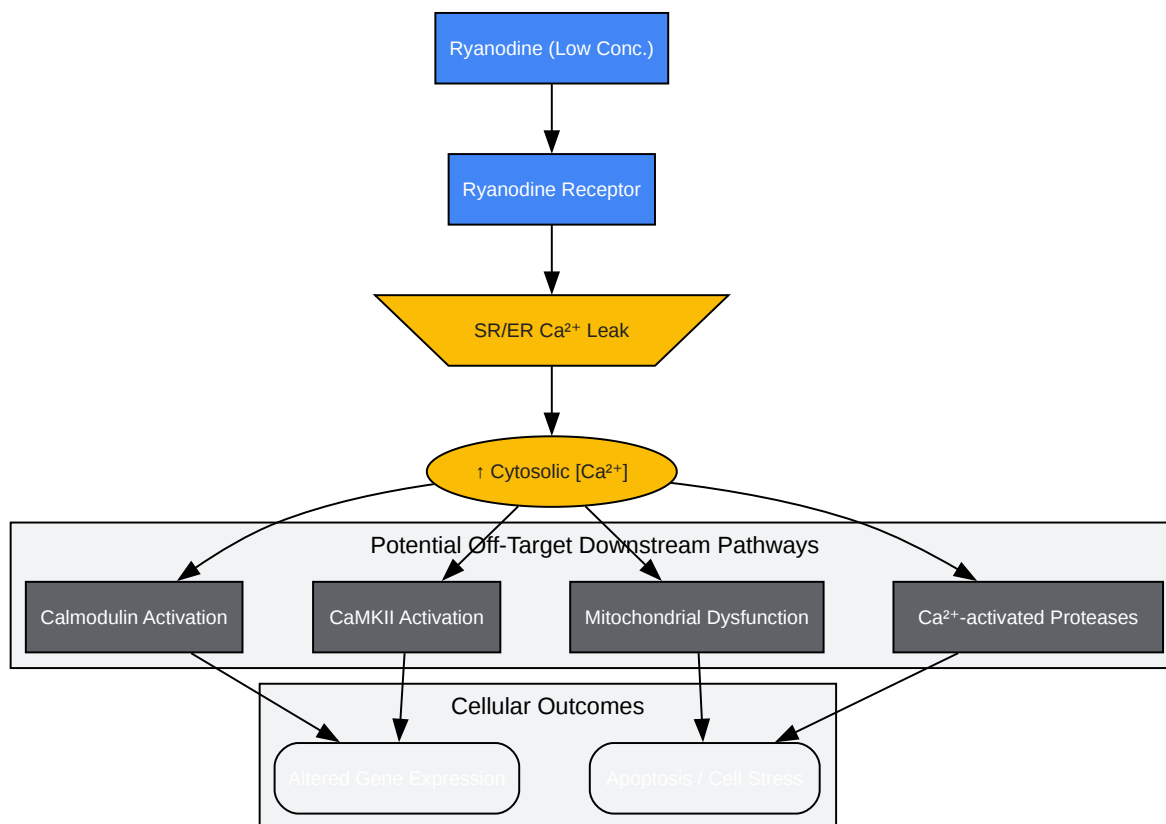 Ryanodine (Low Conc.)
Ryanodine Receptor
SR/ER Ca²⁺ Leak
↑ Cytosolic [Ca²⁺]
Potential Off-Target Downstream Pathways
Calmodulin Activation
CaMKII Activation
Mitochondrial Dysfunction
Ca²⁺-activated Proteases
Cellular Outcomes
Altered Gene Expression
Apoptosis / Cell Stress